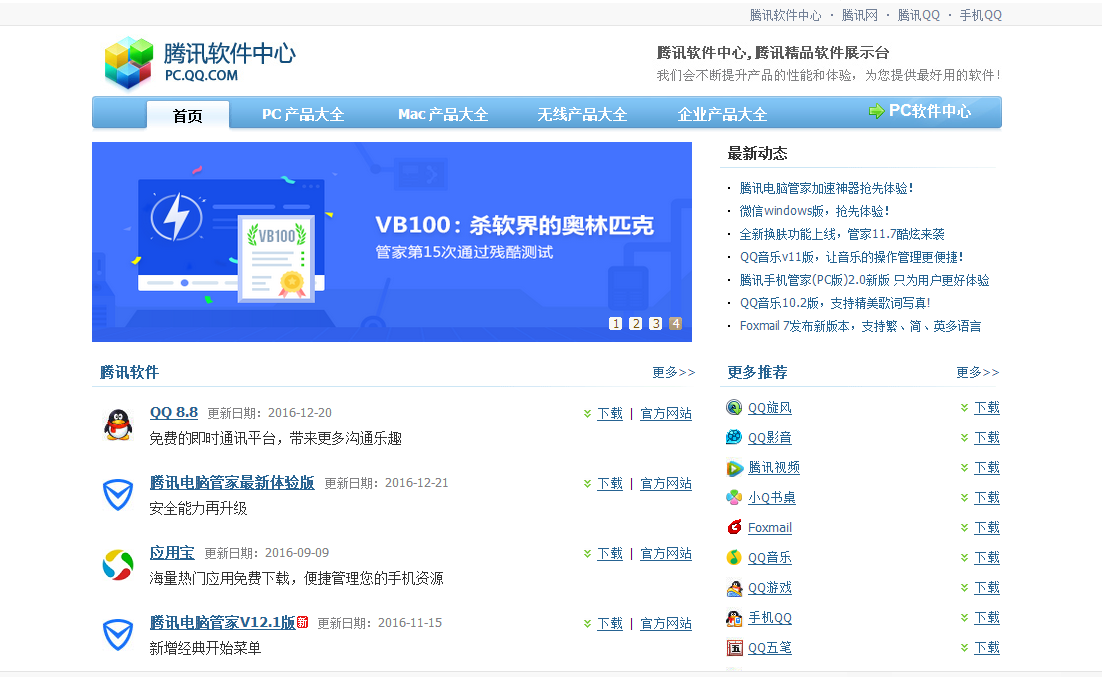 腾讯软件中心 · 腾讯网 · 腾讯QQ · 手机QQ
腾讯软件中心
PC.QQ.COM
腾讯软件中心, 腾讯精品软件展示台
我们会不断提升产品的性能和体验，为您提供最好用的软件！
首页 PC 产品大全 Mac 产品大全 无线产品大全 企业产品大全 PC软件中心
VB100
VB100：杀软界的奥林匹克
管家第15次通过残酷测试
1 2 3 4
最新动态
· 腾讯电脑管家加速神器抢先体验！
· 微信windows版，抢先体验！
· 全新换肤功能上线，管家11.7酷炫来袭
· QQ音乐v11版，让音乐的操作管理更便捷！
· 腾讯手机管家(PC版)2.0新版 只为用户更好体验
· QQ音乐10.2版，支持精美歌词写真!
· Foxmail 7发布新版本，支持繁、简、英多语言
腾讯软件 更多>>
QQ 8.8 更新日期：2016-12-20 下载 | 官方网站
免费的即时通讯平台，带来更多沟通乐趣
腾讯电脑管家最新体验版 更新日期：2016-12-21 下载 | 官方网站
安全能力再升级
应用宝 更新日期：2016-09-09 下载 | 官方网站
海量热门应用免费下载，便捷管理您的手机资源
腾讯电脑管家V12.1版 新 更新日期：2016-11-15 下载 | 官方网站
新增经典开始菜单
更多推荐 更多>>
QQ旋风 下载
QQ影音 下载
腾讯视频 下载
小Q书桌 下载
Foxmail 下载
QQ音乐 下载
QQ游戏 下载
手机QQ 下载
五 QQ五笔 下载